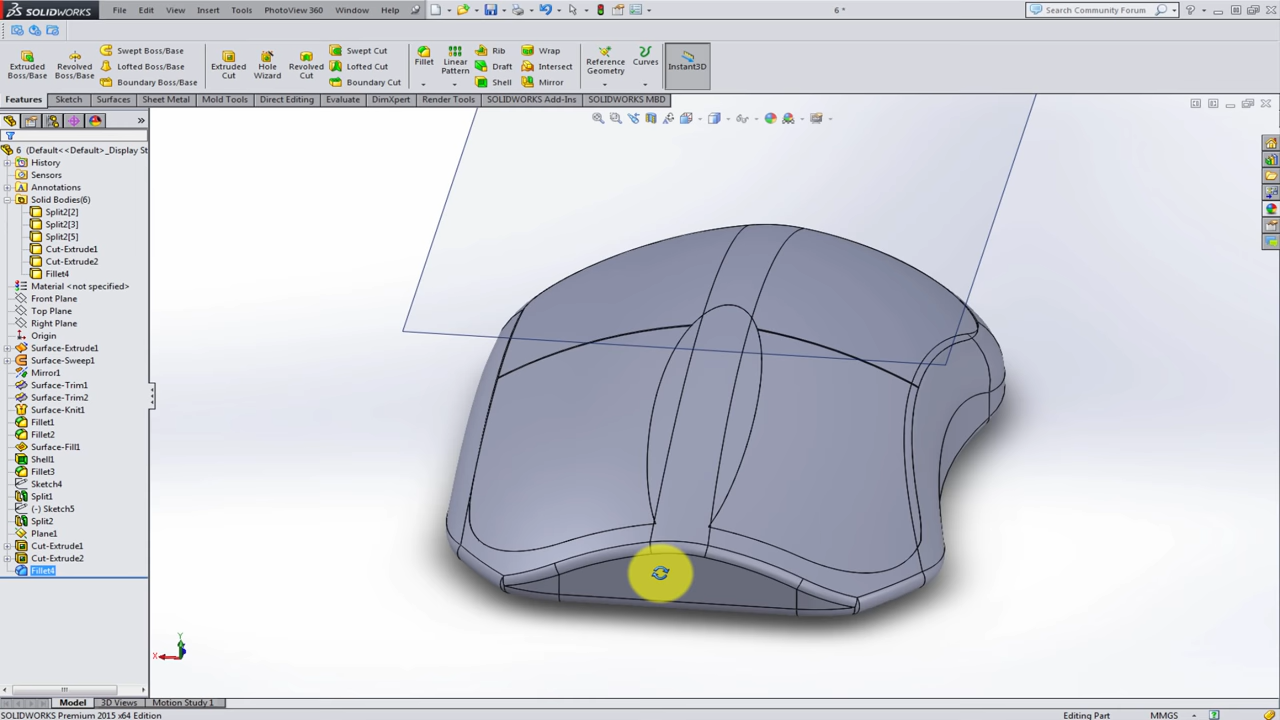 SOLIDWORKS File Edit View Insert Tools PhotoView 360 Window Help 6 * Search Community Forum
Extruded Boss/Base
Revolved Boss/Base
Swept Boss/Base
Lofted Boss/Base
Boundary Boss/Base
Extruded Cut
Hole Wizard
Revolved Cut
Swept Cut
Lofted Cut
Boundary Cut
Fillet
Linear Pattern
Rib
Draft
Shell
Wrap
Intersect
Mirror
Reference Geometry
Curves
Instant3D
Features Sketch Surfaces Sheet Metal Mold Tools Direct Editing Evaluate DimXpert Render Tools SOLIDWORKS Add-Ins SOLIDWORKS MBD
6 (Default<<Default>_Display St
History
Sensors
Annotations
Solid Bodies(6)
Split2[2]
Split2[3]
Split2[5]
Cut-Extrude1
Cut-Extrude2
Fillet4
Material <not specified>
Front Plane
Top Plane
Right Plane
Origin
Surface-Extrude1
Surface-Sweep1
Mirror1
Surface-Trim1
Surface-Trim2
Surface-Knit1
Fillet1
Fillet2
Surface-Fill1
Shell1
Fillet3
Sketch4
Split1
(-) Sketch5
Split2
Plane1
Cut-Extrude1
Cut-Extrude2
Fillet4
Y
X
Model 3D Views Motion Study 1
SOLIDWORKS Premium 2015 x64 Edition Editing Part MMGS